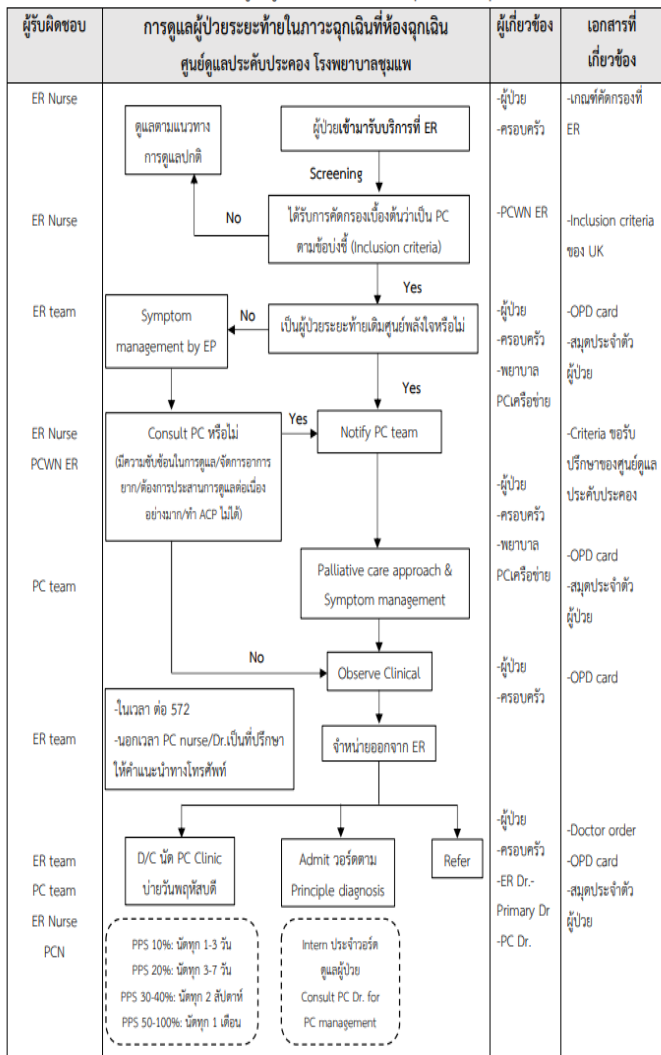 ผู้รับผิดชอบ
การดูแลผู้ป่วยระยะท้ายในภาวะฉุกเฉินที่ห้องฉุกเฉิน
ศูนย์ดูแลประคับประคอง โรงพยาบาลชุมแพ
ผู้เกี่ยวข้อง
เอกสารที่
เกี่ยวข้อง
ER Nurse
ดูแลตามแนวทาง
การดูแลปกติ
ผู้ป่วยเข้ามารับบริการที่ ER
-ผู้ป่วย
-ครอบครัว
-เกณฑ์คัดกรองที่
ER
Screening
ER Nurse
No
ได้รับการคัดกรองเบื้องต้นว่าเป็น PC
ตามข้อบ่งชี้ (Inclusion criteria)
-PCWN ER
-Inclusion criteria
ของ UK
Yes
ER team
Symptom
management by EP
No
เป็นผู้ป่วยระยะท้ายเดิมศูนย์พลังใจหรือไม่
-ผู้ป่วย
-ครอบครัว
-พยาบาล
PCเครือข่าย
-OPD card
-สมุดประจำตัว
ผู้ป่วย
Yes
ER Nurse
PCWN ER
Consult PC หรือไม่
(มีความซับซ้อนในการดูแล/จัดการอาการ
ยาก/ต้องการประสานการดูแลต่อเนื่อง
อย่างมาก/ทำ ACP ไม่ได้)
Yes
Notify PC team
-Criteria ขอรับ
ปรึกษาของศูนย์ดูแล
ประคับประคอง
-ผู้ป่วย
-ครอบครัว
-พยาบาล
PCเครือข่าย
PC team
Palliative care approach &
Symptom management
-OPD card
-สมุดประจำตัว
ผู้ป่วย
No
Observe Clinical
-ผู้ป่วย
-ครอบครัว
-OPD card
ER team
-ในเวลา ต่อ 572
-นอกเวลา PC nurse/Dr.เป็นที่ปรึกษา
ให้คำแนะนำทางโทรศัพท์
จำหน่ายออกจาก ER
ER team
PC team
ER Nurse
PCN
D/C นัด PC Clinic
บ่ายวันพฤหัสบดี
Admit วอร์ดตาม
Principle diagnosis
Refer
-ผู้ป่วย
-ครอบครัว
-ER Dr.-
Primary Dr
-PC Dr.
-Doctor order
-OPD card
-สมุดประจำตัว
ผู้ป่วย
PPS 10%: นัดทุก 1-3 วัน
PPS 20%: นัดทุก 3-7 วัน
PPS 30-40%: นัดทุก 2 สัปดาห์
PPS 50-100%: นัดทุก 1 เดือน
Intern ประจำวอร์ด
ดูแลผู้ป่วย
Consult PC Dr. for
PC management